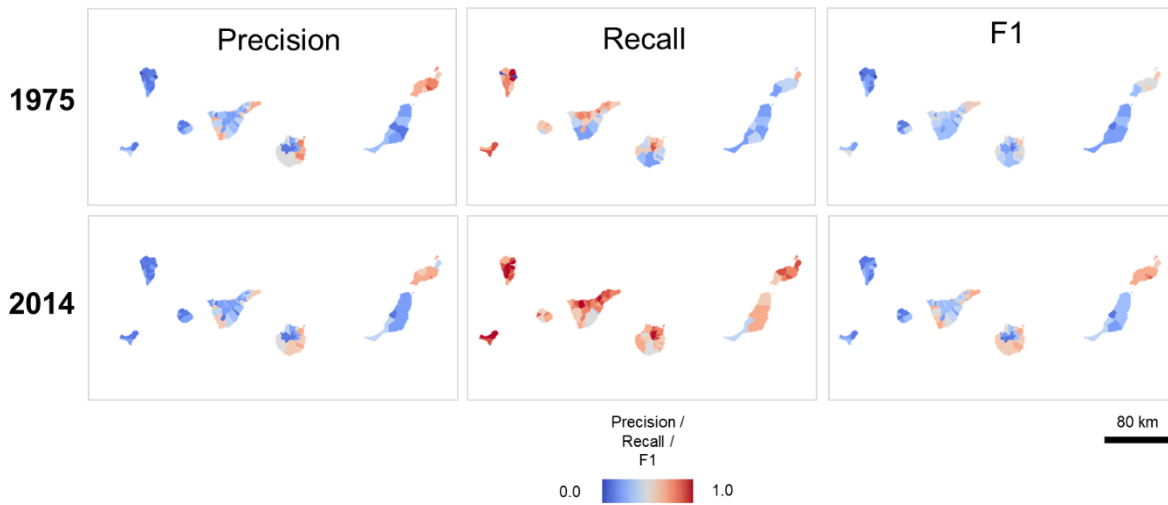 Precision
Recall
F1
1975
2014
Precision /
Recall /
F1
0.0
1.0
80 km